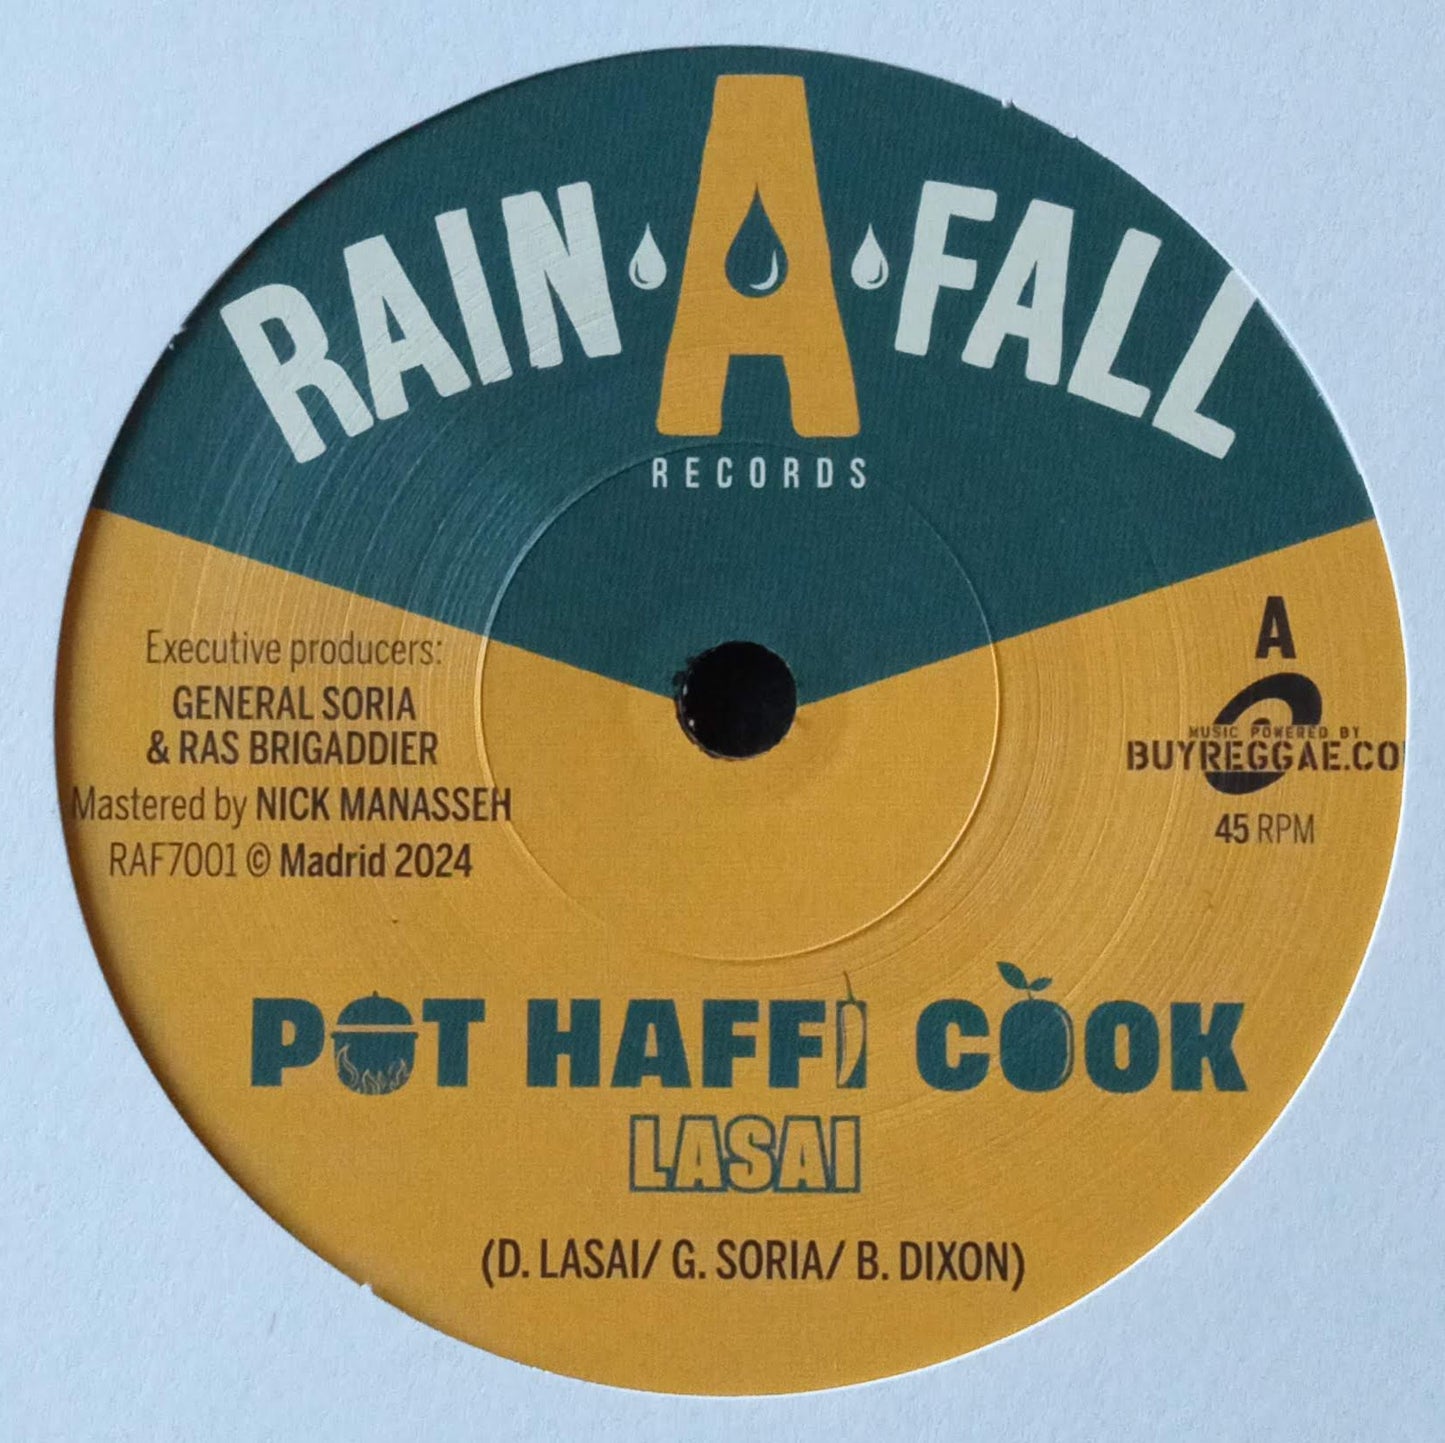 RAIN A FALL
RECORDS
Executive producers:
GENERAL SORIA
& RAS BRIGADDIER
Mastered by NICK MANASSEH
RAF7001 © Madrid 2024
A
MUSIC POWERED BY
BUYREGGAE.CO
45 RPM
POT HAFFI COOK
LASAI
(D. LASAI/ G. SORIA/ B. DIXON)